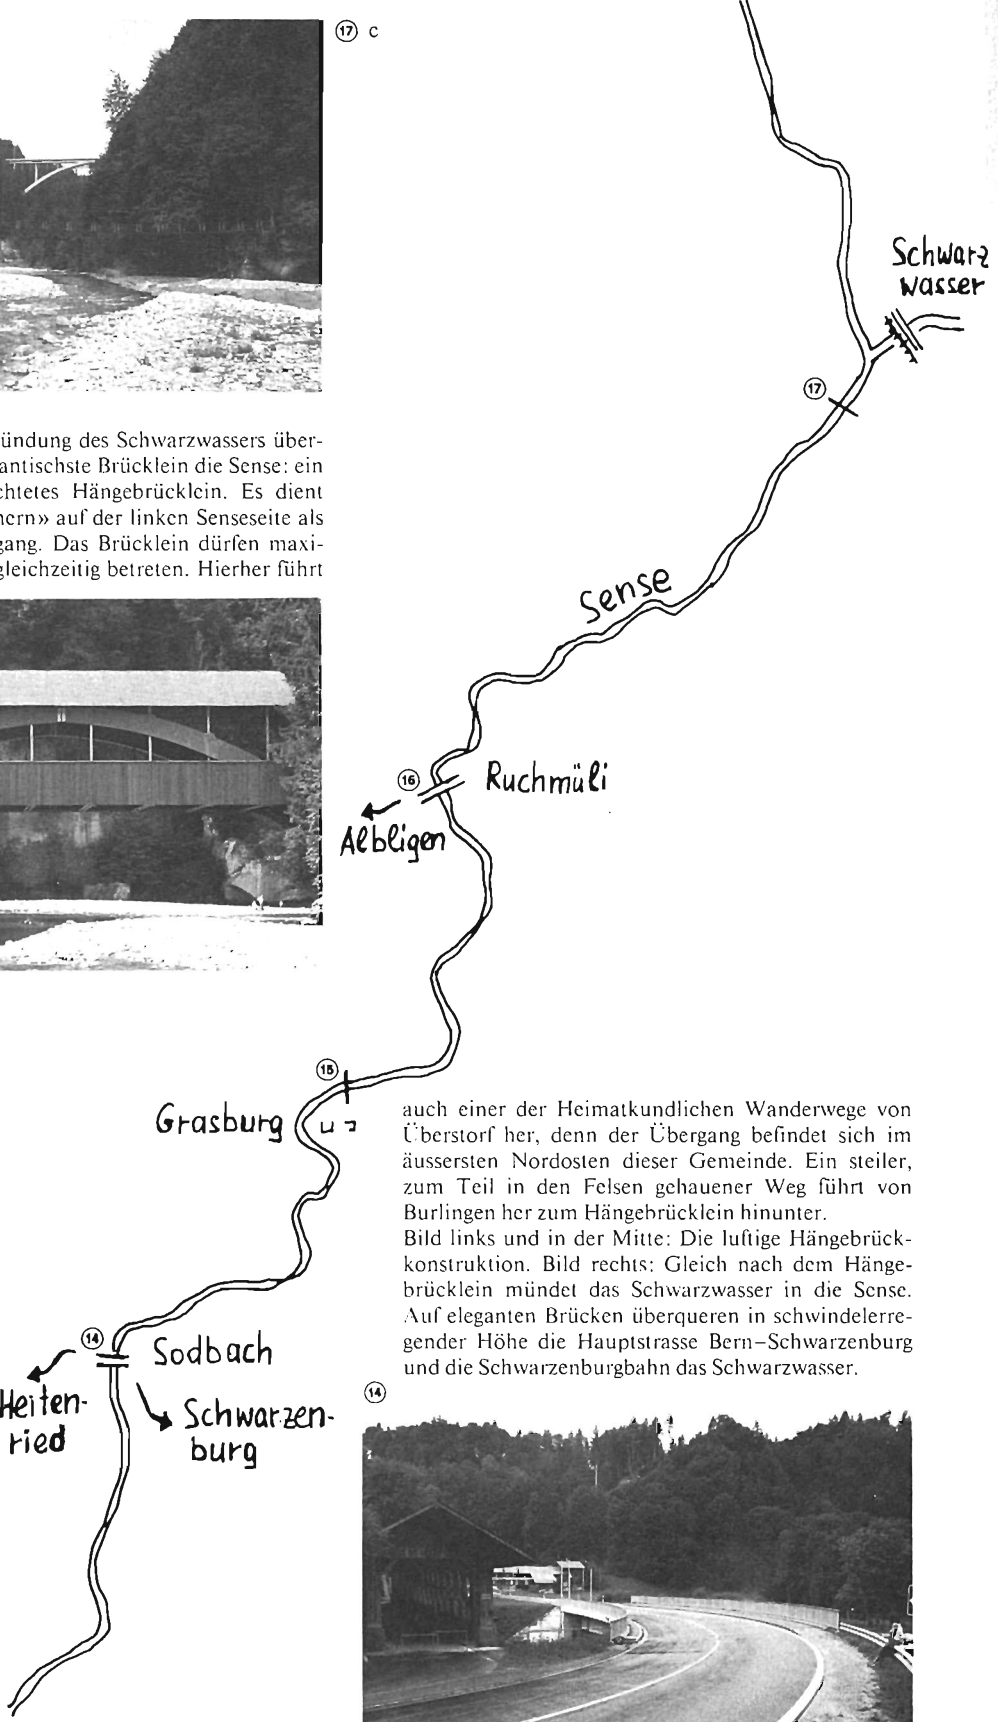 17 c
Schwarz
wasser
17
ündung des Schwarzwassers über-
antischste Brücklein die Sense: ein
chtetes Hängebrücklein. Es dient
nern» auf der linken Senseseite als
gang. Das Brücklein dürfen maxi-
gleichzeitig betreten. Hierher führt
Sense
16
Ruchmüli
Albligen
15
Grasburg
auch einer der Heimatkundlichen Wanderwege von
Überstorf her, denn der Übergang befindet sich im
äussersten Nordosten dieser Gemeinde. Ein steiler,
zum Teil in den Felsen gehauener Weg führt von
Burlingen her zum Hängebrücklein hinunter.
Bild links und in der Mitte: Die luftige Hängebrück-
konstruktion. Bild rechts: Gleich nach dem Hänge-
brücklein mündet das Schwarzwasser in die Sense.
Auf eleganten Brücken überqueren in schwindelerre-
gender Höhe die Hauptstrasse Bern–Schwarzenburg
und die Schwarzenburgbahn das Schwarzwasser.
14
Sodbach
Heiten-
ried
Schwarzen-
burg
14